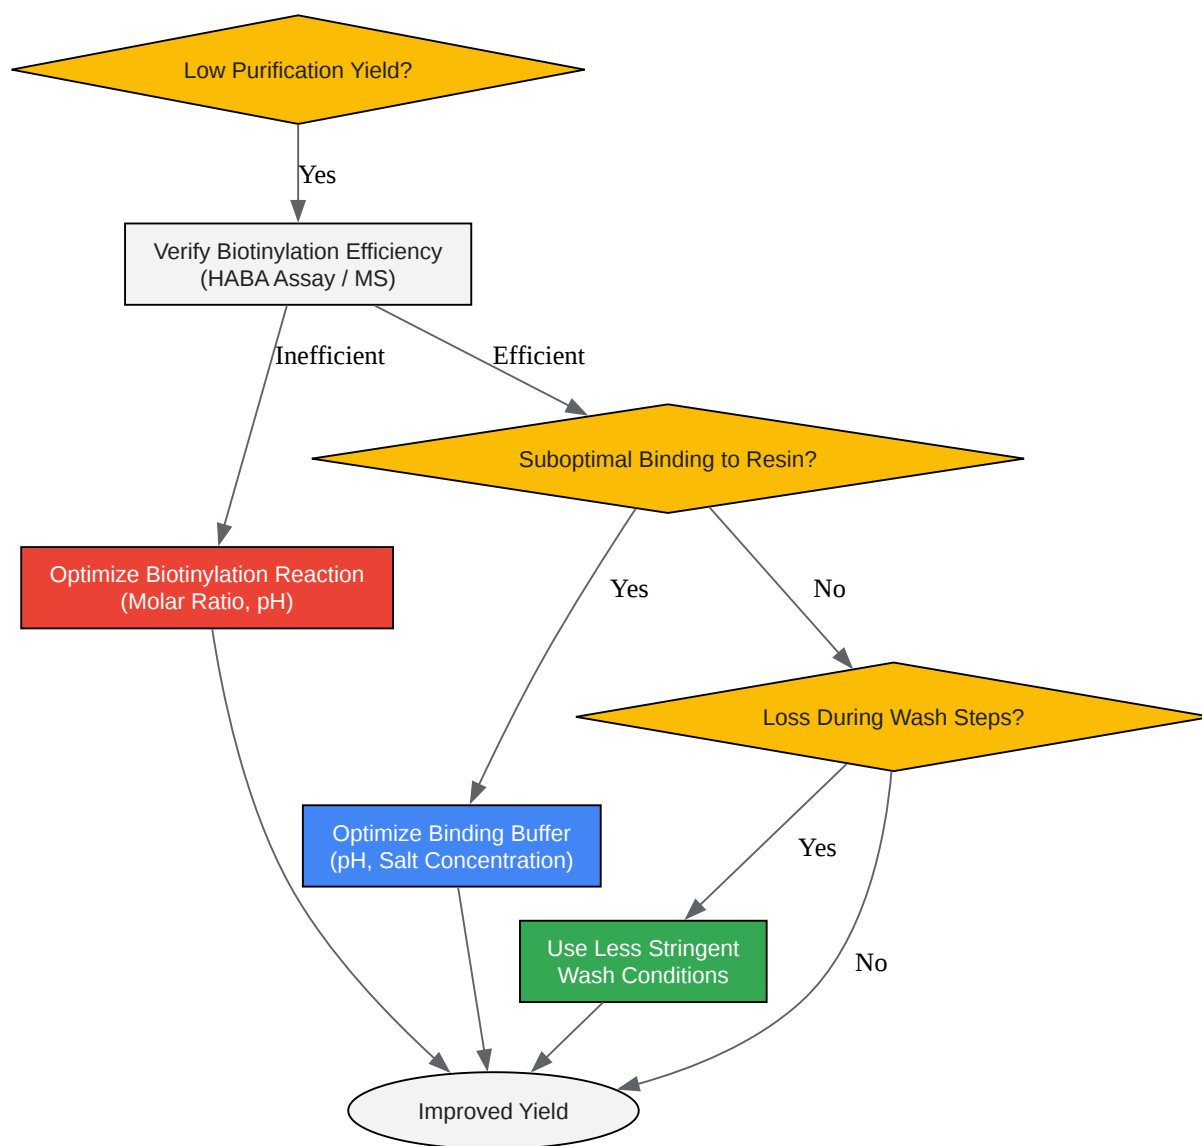 Low Purification Yield?
Yes
Verify Biotinylation Efficiency
(HABA Assay / MS)
Inefficient
Efficient
Suboptimal Binding to Resin?
Optimize Biotinylation Reaction
(Molar Ratio, pH)
Yes
No
Loss During Wash Steps?
Optimize Binding Buffer
(pH, Salt Concentration)
Yes
Use Less Stringent
Wash Conditions
No
Improved Yield